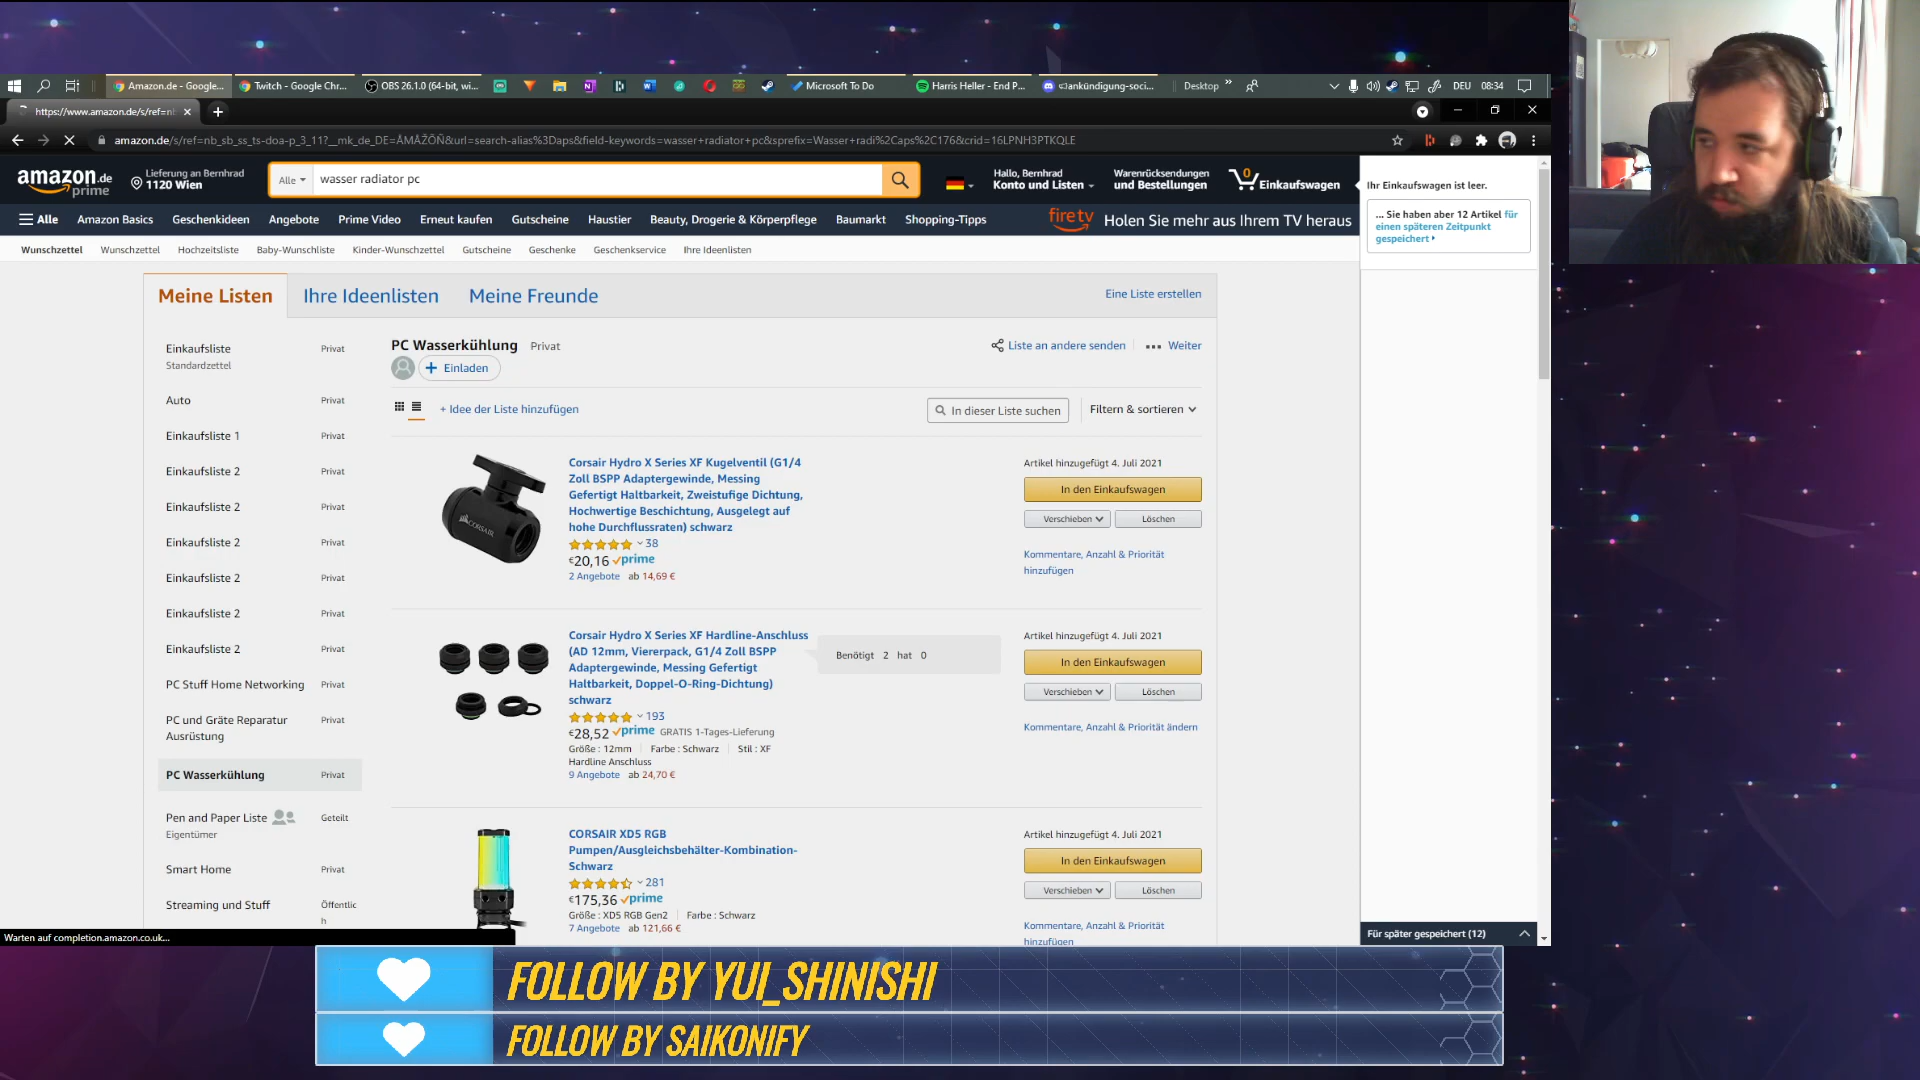 Amazon.de - Google...
Twitch - Google Chr...
OBS 26.1.0 (64-bit, wi...
Microsoft To Do
Harris Heller - End P...
ankündigung-soci...
Desktop
DEU
08:34
https://www.amazon.de/s/ref=nl
amazon.de/s/ref=nb_sb_ss_ts-doa-p_3_11?__mk_de_DE=ÅMÅŽÕÑ&url=search-alias%3Daps&field-keywords=wasser+radiator+pc&sprefix=Wasser+radi%2Caps%2C176&crid=16LPNH3PTKQLE
amazon.de
prime
Lieferung an Bernhrad
1120 Wien
Alle
wasser radiator pc
Hallo, Bernhrad
Konto und Listen
Warenrücksendungen
und Bestellungen
0
Einkaufswagen
Alle
Amazon Basics
Geschenkideen
Angebote
Prime Video
Erneut kaufen
Gutscheine
Haustier
Beauty, Drogerie & Körperpflege
Baumarkt
Shopping-Tipps
firetv
Holen Sie mehr aus Ihrem TV heraus
Wunschzettel
Wunschzettel
Hochzeitsliste
Baby-Wunschliste
Kinder-Wunschzettel
Gutscheine
Geschenke
Geschenkservice
Ihre Ideenlisten
Ihr Einkaufswagen ist leer.
... Sie haben aber 12 Artikel für
einen späteren Zeitpunkt
gespeichert
Meine Listen
Ihre Ideenlisten
Meine Freunde
Eine Liste erstellen
Einkaufsliste
Privat
Standardzettel
Auto
Privat
Einkaufsliste 1
Privat
Einkaufsliste 2
Privat
Einkaufsliste 2
Privat
Einkaufsliste 2
Privat
Einkaufsliste 2
Privat
Einkaufsliste 2
Privat
Einkaufsliste 2
Privat
PC Stuff Home Networking
Privat
PC und Gräte Reparatur
Ausrüstung
Privat
PC Wasserkühlung
Privat
Pen and Paper Liste
Geteilt
Eigentümer
Smart Home
Privat
Streaming und Stuff
Öffentlic
h
PC Wasserkühlung
Privat
Einladen
Liste an andere senden
Weiter
+ Idee der Liste hinzufügen
In dieser Liste suchen
Filtern & sortieren
Corsair Hydro X Series XF Kugelventil (G1/4
Zoll BSPP Adaptergewinde, Messing
Gefertigt Haltbarkeit, Zweistufige Dichtung,
Hochwertige Beschichtung, Ausgelegt auf
hohe Durchflussraten) schwarz
38
€20,16 prime
2 Angebote ab 14,69 €
Artikel hinzugefügt 4. Juli 2021
In den Einkaufswagen
Verschieben
Löschen
Kommentare, Anzahl & Priorität
hinzufügen
CORSAIR
Corsair Hydro X Series XF Hardline-Anschluss
(AD 12mm, Viererpack, G1/4 Zoll BSPP
Adaptergewinde, Messing Gefertigt
Haltbarkeit, Doppel-O-Ring-Dichtung)
schwarz
193
€28,52 prime GRATIS 1-Tages-Lieferung
Größe : 12mm
Farbe : Schwarz
Stil : XF
Hardline Anschluss
9 Angebote ab 24,70 €
Benötigt 2 hat 0
Artikel hinzugefügt 4. Juli 2021
In den Einkaufswagen
Verschieben
Löschen
Kommentare, Anzahl & Priorität ändern
CORSAIR XD5 RGB
Pumpen/Ausgleichsbehälter-Kombination-
Schwarz
281
€175,36 prime
Größe : XD5 RGB Gen2
Farbe : Schwarz
7 Angebote ab 121,66 €
Artikel hinzugefügt 4. Juli 2021
In den Einkaufswagen
Verschieben
Löschen
Kommentare, Anzahl & Priorität
hinzufügen
Warten auf completion.amazon.co.uk...
Für später gespeichert (12)
FOLLOW BY YUI_SHINISHI
FOLLOW BY SAIKONIFY